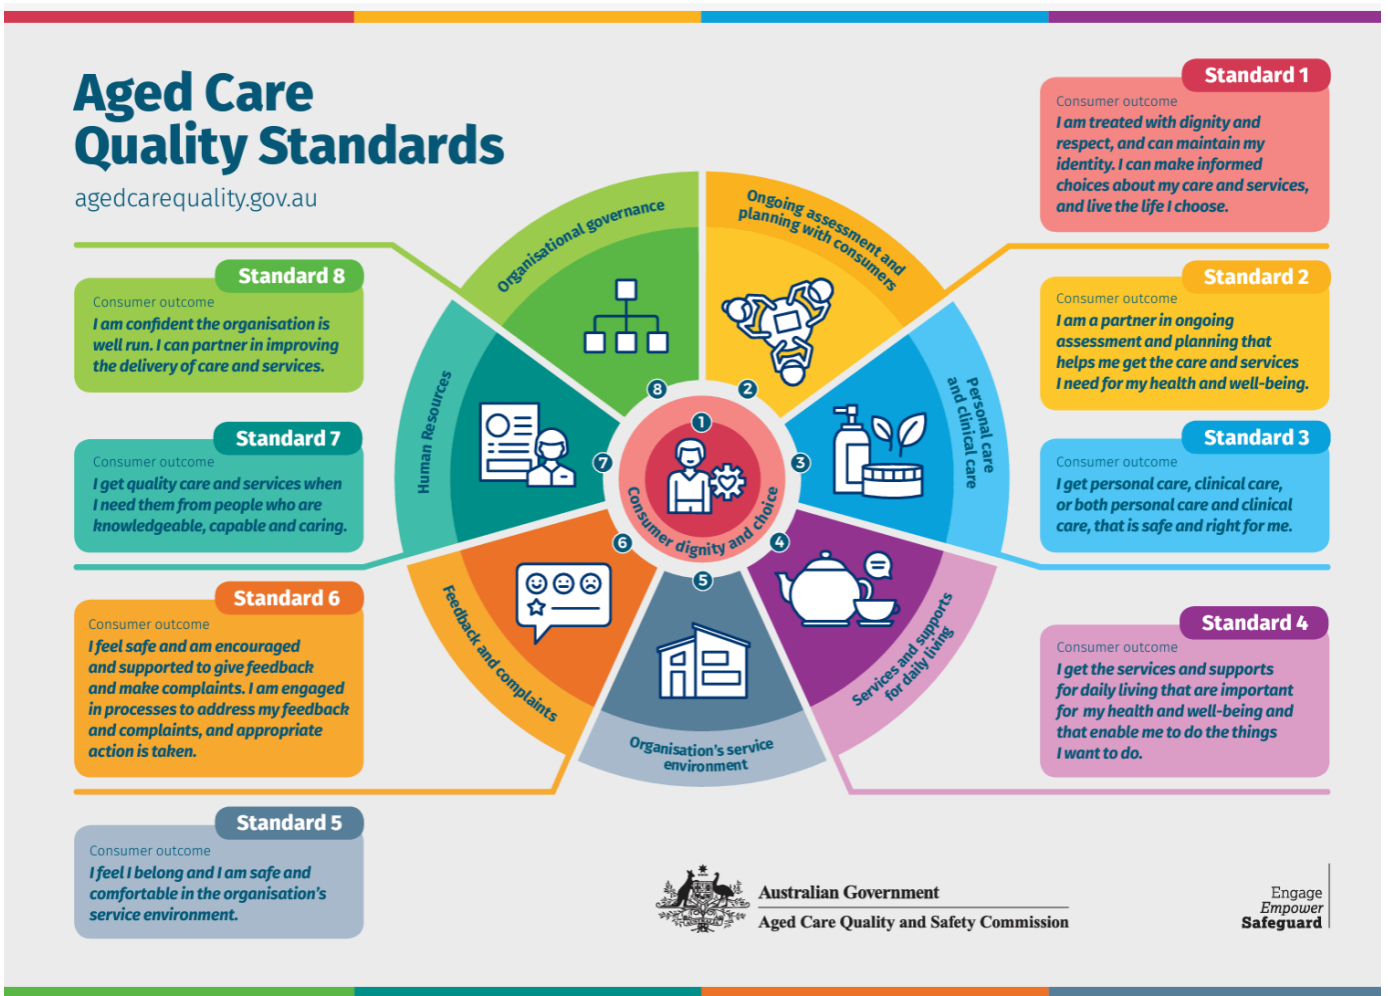 Aged Care
Quality Standards
agedcarequality.gov.au
Standard 1
Consumer outcome
I am treated with dignity and
respect, and can maintain my
identity. I can make informed
choices about my care and services,
and live the life I choose.
Standard 2
Consumer outcome
I am a partner in ongoing
assessment and planning that
helps me get the care and services
I need for my health and well-being.
Standard 3
Consumer outcome
I get personal care, clinical care,
or both personal care and clinical
care, that is safe and right for me.
Standard 4
Consumer outcome
I get the services and supports
for daily living that are important
for my health and well-being and
that enable me to do the things
I want to do.
Standard 8
Consumer outcome
I am confident the organisation is
well run. I can partner in improving
the delivery of care and services.
Standard 7
Consumer outcome
I get quality care and services when
I need them from people who are
knowledgeable, capable and caring.
Standard 6
Consumer outcome
I feel safe and am encouraged
and supported to give feedback
and make complaints. I am engaged
in processes to address my feedback
and complaints, and appropriate
action is taken.
Standard 5
Consumer outcome
I feel I belong and I am safe and
comfortable in the organisation's
service environment.
1
Consumer dignity and choice
2
Ongoing assessment and
planning with consumers
3
Personal care
and clinical care
4
Services and supports
for daily living
5
Organisation's service
environment
6
Feedback and complaints
7
Human Resources
8
Organisational governance
Australian Government
Aged Care Quality and Safety Commission
Engage
Empower
Safeguard